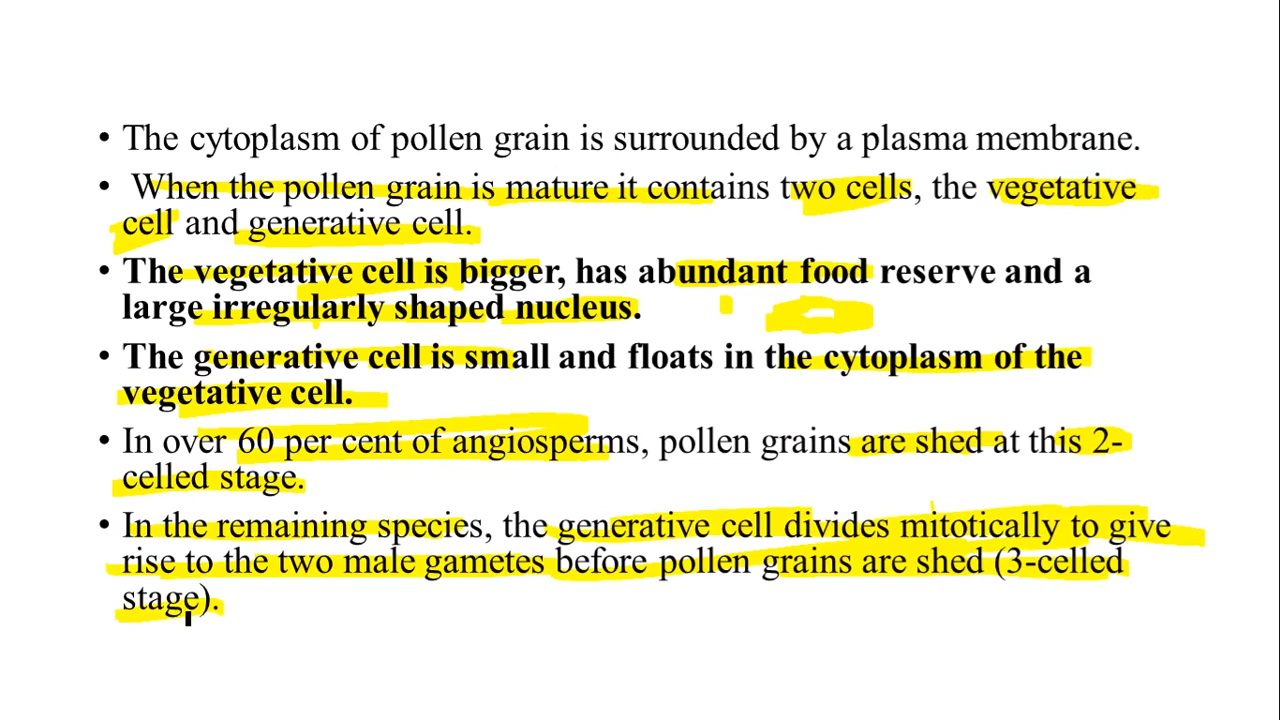 • The cytoplasm of pollen grain is surrounded by a plasma membrane.
• When the pollen grain is mature it contains two cells, the vegetative
cell and generative cell.
• The vegetative cell is bigger, has abundant food reserve and a
large irregularly shaped nucleus.
• The generative cell is small and floats in the cytoplasm of the
vegetative cell.
• In over 60 per cent of angiosperms, pollen grains are shed at this 2-
celled stage.
• In the remaining species, the generative cell divides mitotically to give
rise to the two male gametes before pollen grains are shed (3-celled
stage).